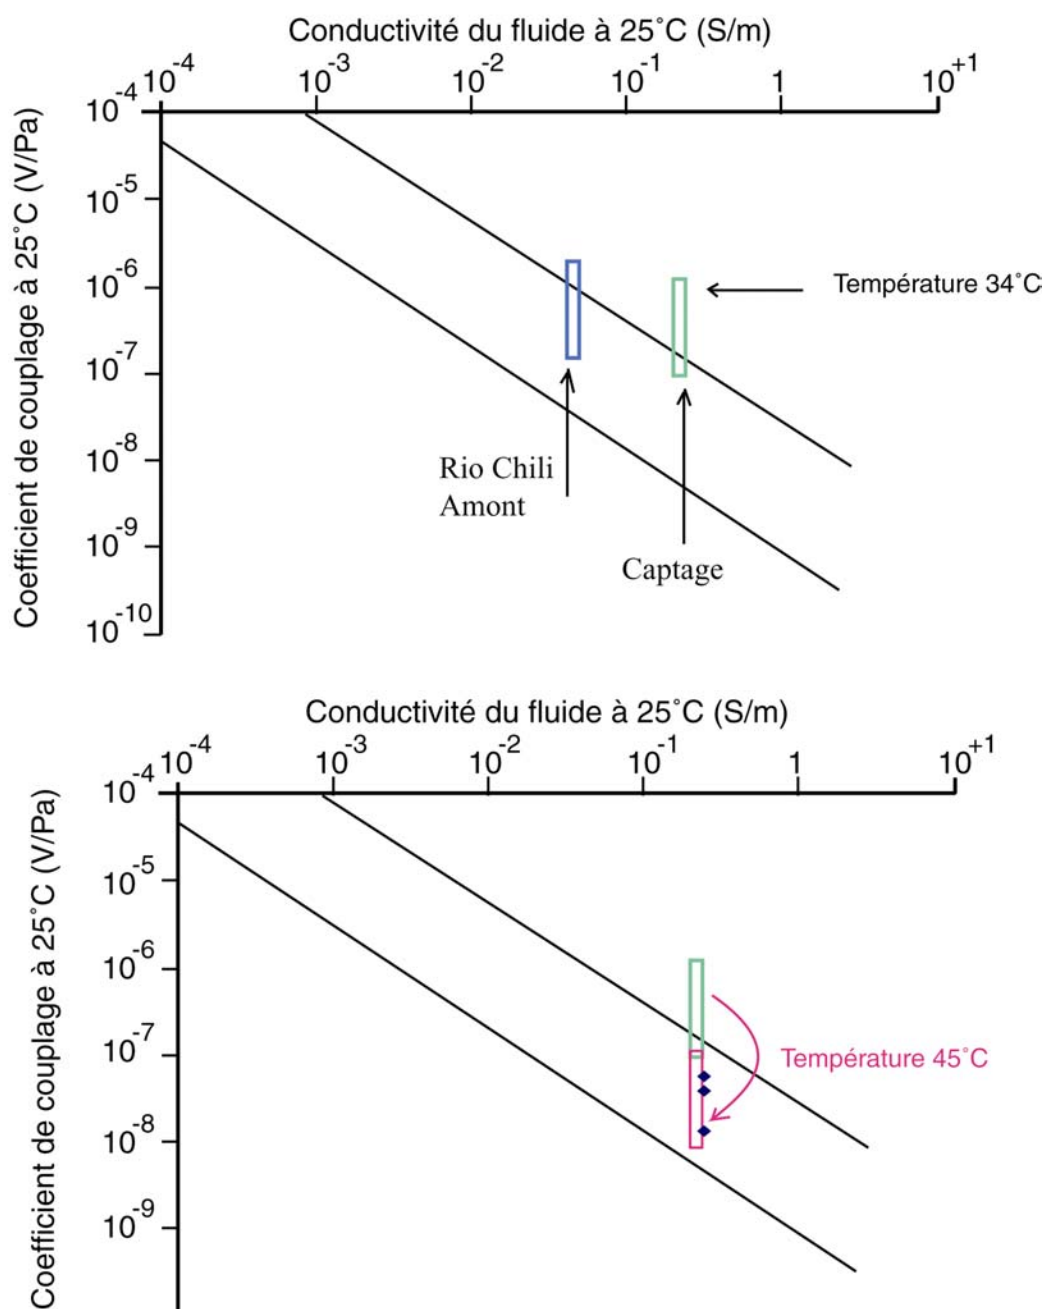 Conductivité du fluide à 25˚C (S/m)
10-4 10-3 10-2 10-1 1 10+1
Coefficient de couplage à 25˚C (V/Pa)
10-4
10-5
10-6
10-7
10-8
10-9
10-10
Température 34˚C
Rio Chili
Amont
Captage
Conductivité du fluide à 25˚C (S/m)
10-4 10-3 10-2 10-1 1 10+1
Coefficient de couplage à 25˚C (V/Pa)
10-4
10-5
10-6
10-7
10-8
10-9
Température 45˚C